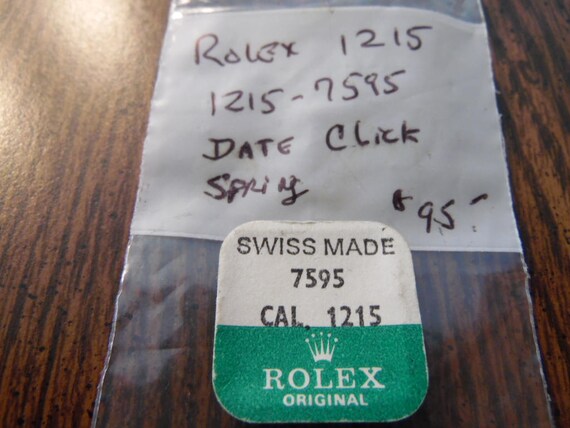 ROLEX 1215
1215-7595
DATE CLICK
SPRING
$95-
SWISS MADE
7595
CAL. 1215
ROLEX
ORIGINAL